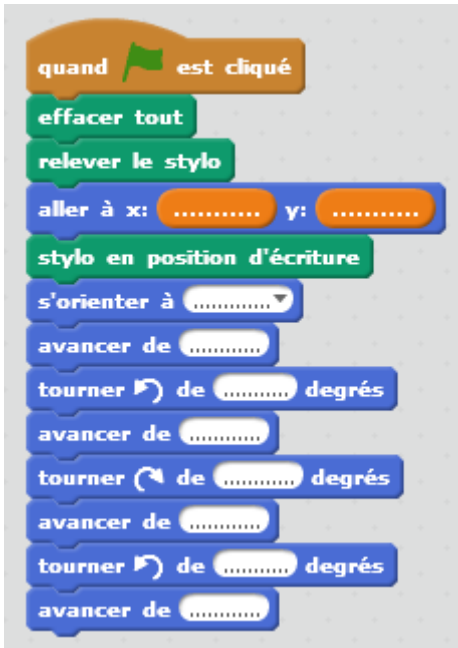 quand est cliqué
effacer tout
relever le stylo
aller à x: ........... y: ...........
stylo en position d'écriture
s'orienter à .............
avancer de ............
tourner de ........... degrés
avancer de ............
tourner de ............ degrés
avancer de ............
tourner de ............ degrés
avancer de ............